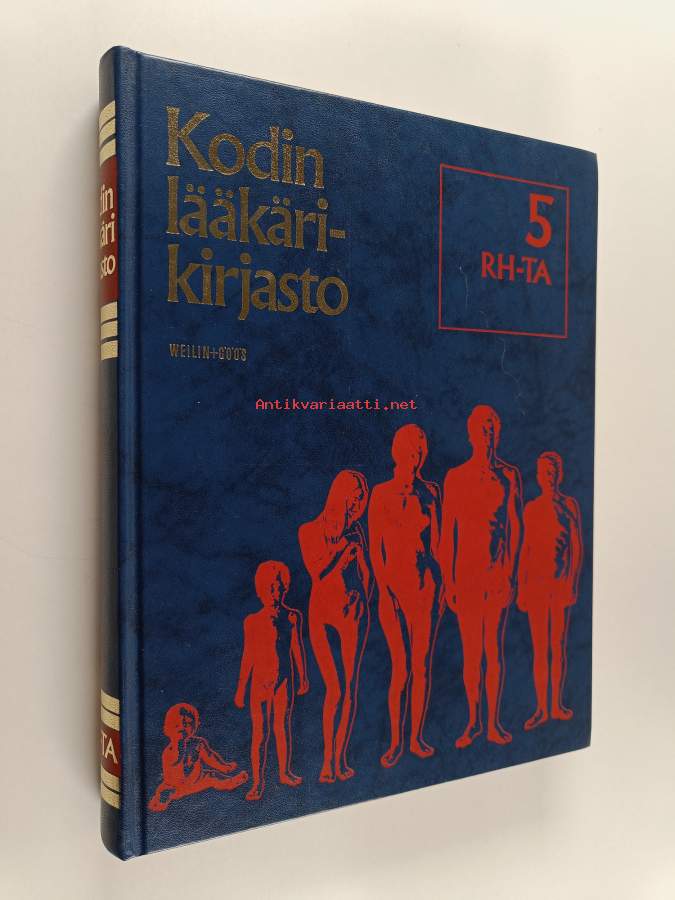 Kodin
lääkäri-
kirjasto
WEILIN+GÖÖS
5
RH-TA
Antikvariaatti.net
TA